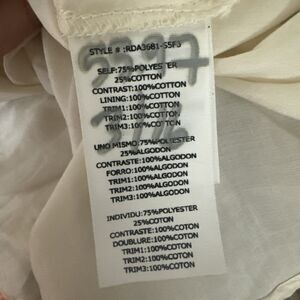 STYLE # :RDA3681-S5F3
SELF:75%POLYESTER
25%COTTON
CONTRAST:100%COTTON
LINING:100%COTTON
TRIM1:100%COTTON
TRIM2:100%COTTON
TRIM3:100%COTTON
UNO MISMO:75%POLIESTER
25%ALGODON
CONTRASTE:100%ALGODON
FORRO:100%ALGODON
TRIM1:100%ALGODON
TRIM2:100%ALGODON
TRIM3:100%ALGODON
INDIVIDU:75%POLYESTER
25%COTON
CONTRASTE:100%COTON
DOUBLURE:100%COTON
TRIM1:100%COTON
TRIM2:100%COTON
TRIM3:100%COTON